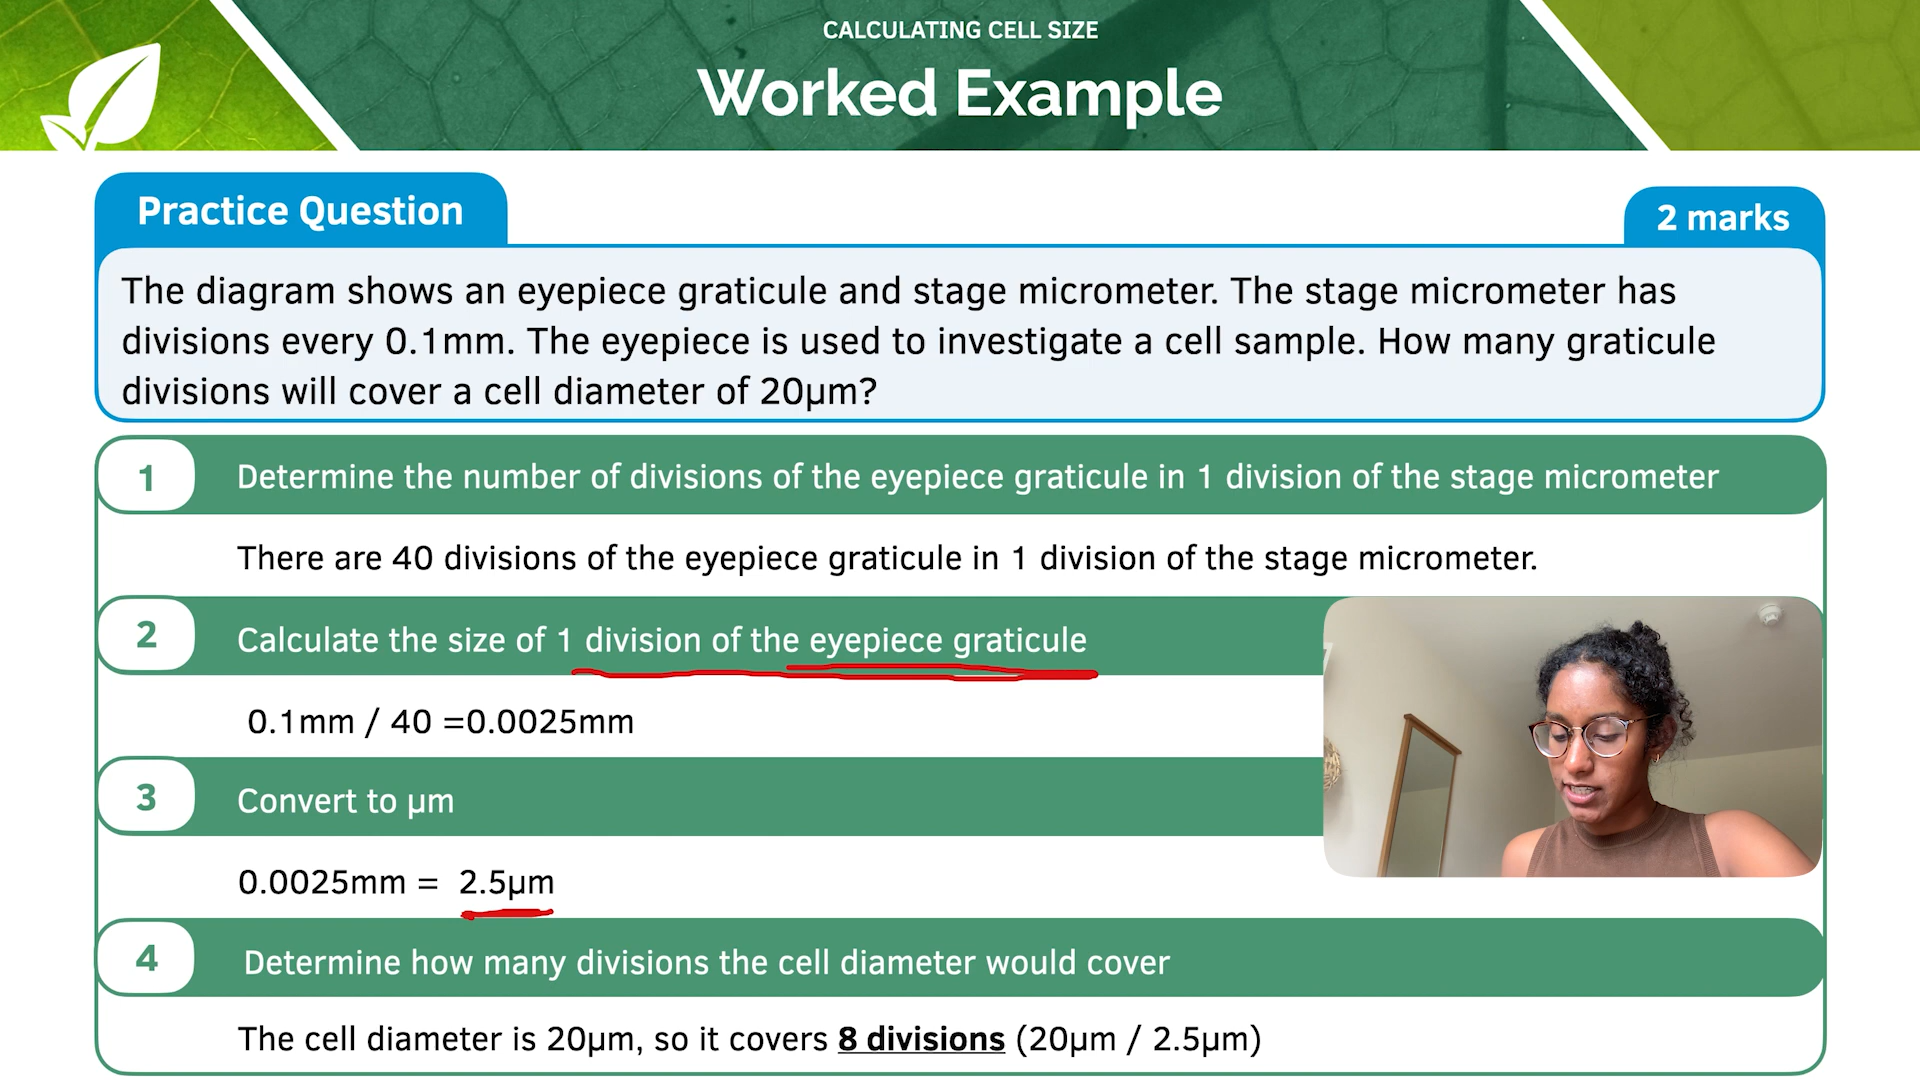 CALCULATING CELL SIZE
Worked Example
Practice Question
2 marks
The diagram shows an eyepiece graticule and stage micrometer. The stage micrometer has
divisions every 0.1mm. The eyepiece is used to investigate a cell sample. How many graticule
divisions will cover a cell diameter of 20µm?
1 Determine the number of divisions of the eyepiece graticule in 1 division of the stage micrometer
There are 40 divisions of the eyepiece graticule in 1 division of the stage micrometer.
2 Calculate the size of 1 division of the eyepiece graticule
0.1mm / 40 =0.0025mm
3 Convert to µm
0.0025mm = 2.5µm
4 Determine how many divisions the cell diameter would cover
The cell diameter is 20µm, so it covers 8 divisions (20µm / 2.5µm)